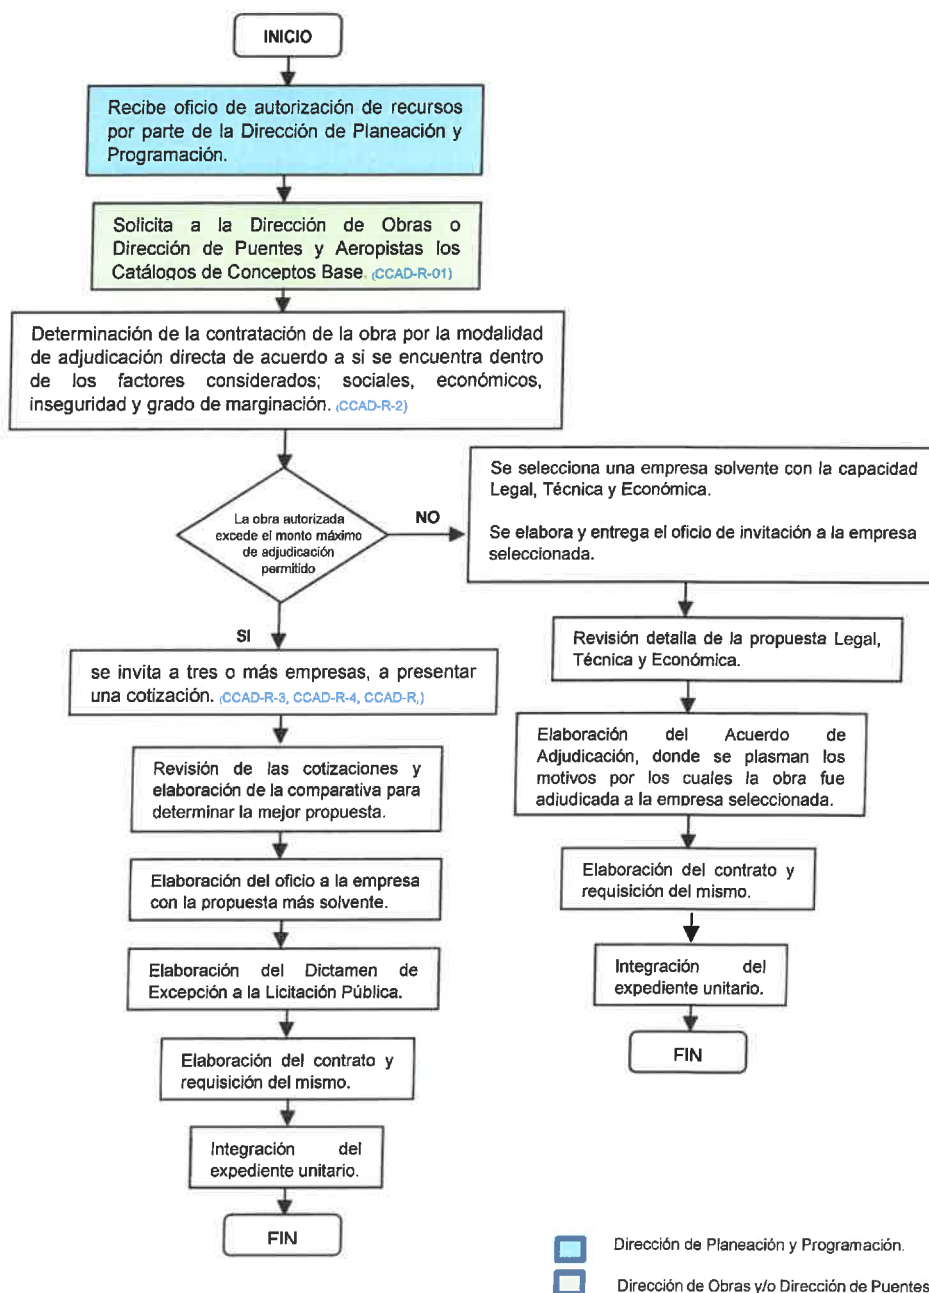 INICIO
Recibe oficio de autorización de recursos
por parte de la Dirección de Planeación y
Programación.
Solicita a la Dirección de Obras o
Dirección de Puentes y Aeropistas los
Catálogos de Conceptos Base. (CCAD-R-01)
Determinación de la contratación de la obra por la modalidad
de adjudicación directa de acuerdo a si se encuentra dentro
de los factores considerados; sociales, económicos,
inseguridad y grado de marginación. (CCAD-R-2)
La obra autorizada
excede el monto máximo
de adjudicación
permitido
NO
Se selecciona una empresa solvente con la capacidad
Legal, Técnica y Económica.
Se elabora y entrega el oficio de invitación a la empresa
seleccionada.
Revisión detalla de la propuesta Legal,
Técnica y Económica.
Elaboración del Acuerdo de
Adjudicación, donde se plasman los
motivos por los cuales la obra fue
adjudicada a la empresa seleccionada.
Elaboración del contrato y
requisición del mismo.
Integración del
expediente unitario.
FIN
SI
se invita a tres o más empresas, a presentar
una cotización. (CCAD-R-3, CCAD-R-4, CCAD-R,)
Revisión de las cotizaciones y
elaboración de la comparativa para
determinar la mejor propuesta.
Elaboración del oficio a la empresa
con la propuesta más solvente.
Elaboración del Dictamen de
Excepción a la Licitación Pública.
Elaboración del contrato y
requisición del mismo.
Integración del
expediente unitario.
FIN
Dirección de Planeación y Programación.
Dirección de Obras y/o Dirección de Puentes